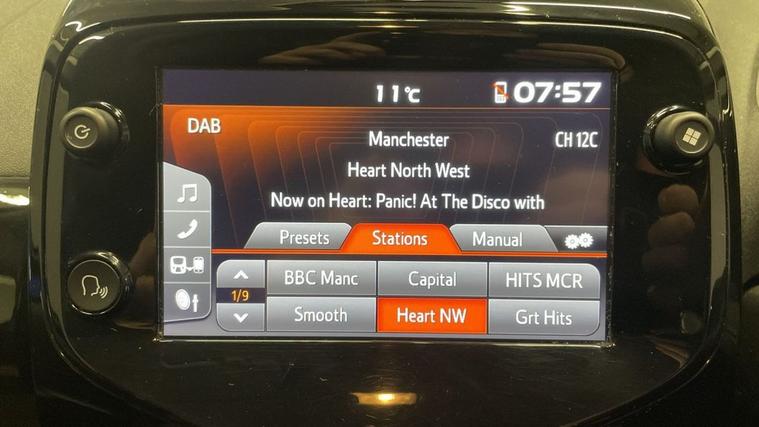 11°C
07:57
DAB
Manchester
CH 12C
Heart North West
Now on Heart: Panic! At The Disco with
Presets
Stations
Manual
1/9
BBC Manc
Capital
HITS MCR
Smooth
Heart NW
Grt Hits